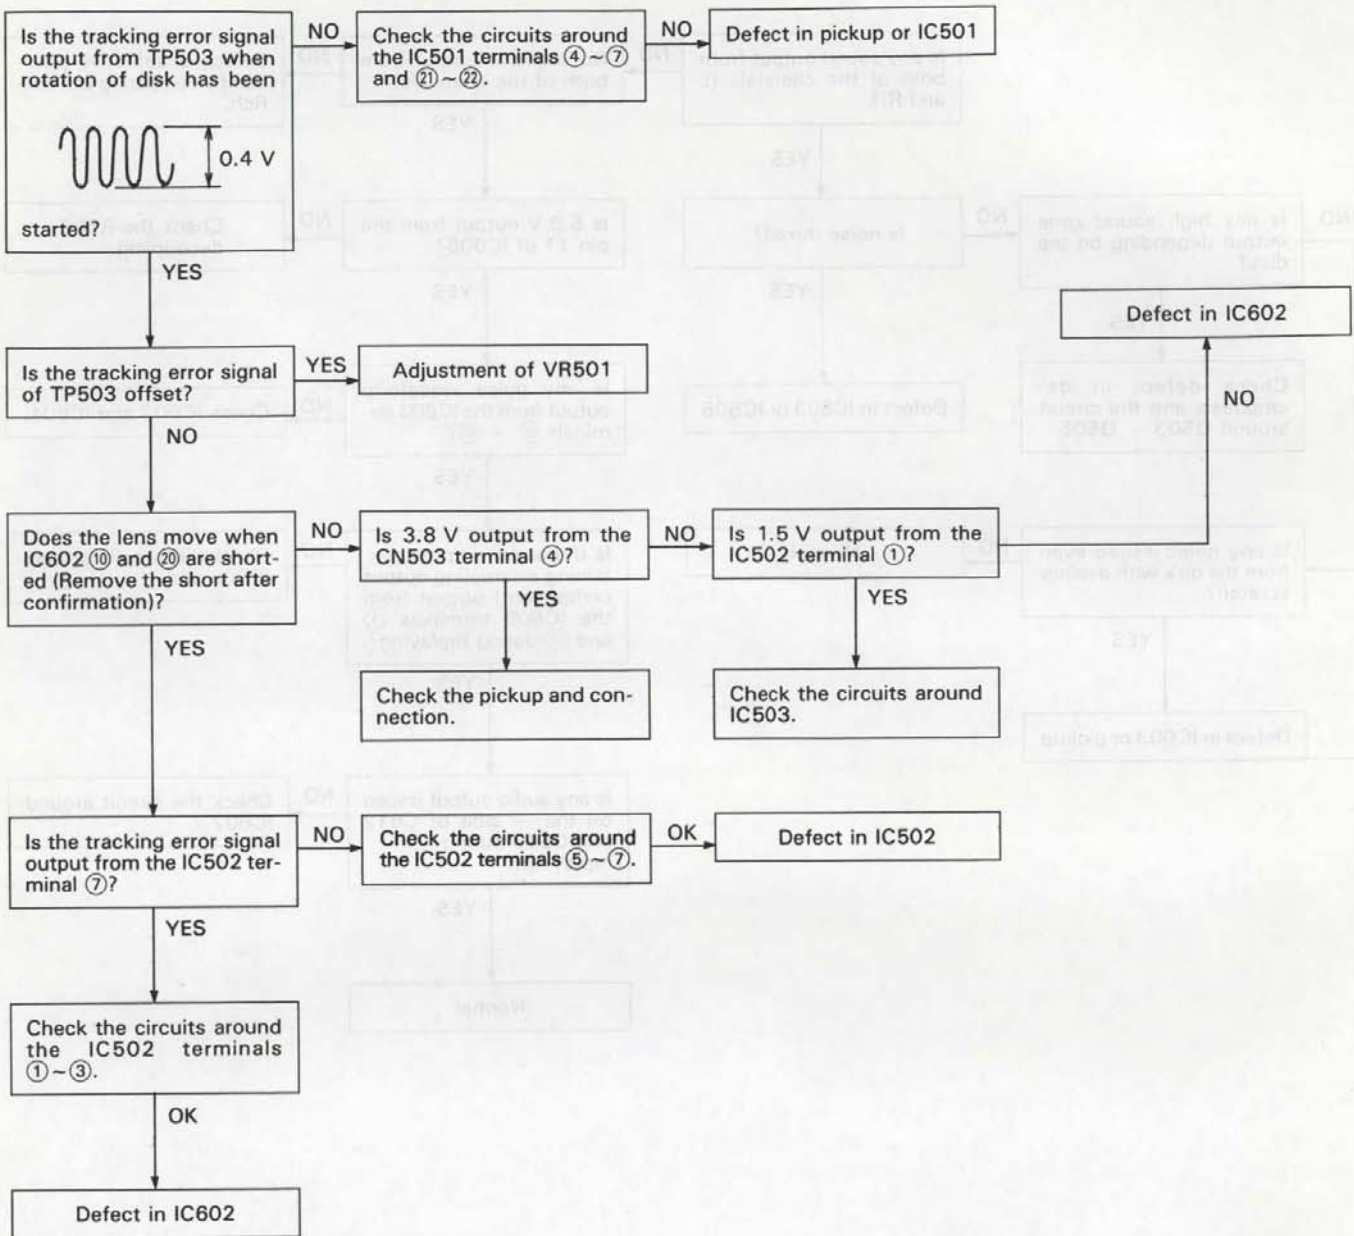 Is the tracking error signal
output from TP503 when
rotation of disk has been
0.4 V
started?
NO
Check the circuits around
the IC501 terminals ④~⑦
and ㉑~㉒.
NO
Defect in pickup or IC501
YES
Is the tracking error signal
of TP503 offset?
YES
Adjustment of VR501
NO
Defect in IC602
NO
Does the lens move when
IC602 ⑩ and ⑳ are short-
ed (Remove the short after
confirmation)?
NO
Is 3.8 V output from the
CN503 terminal ④?
NO
Is 1.5 V output from the
IC502 terminal ①?
YES
YES
YES
Check the pickup and con-
nection.
Check the circuits around
IC503.
Is the tracking error signal
output from the IC502 ter-
minal ⑦?
NO
Check the circuits around
the IC502 terminals ⑤~⑦.
OK
Defect in IC502
YES
Check the circuits around
the IC502 terminals
①~③.
OK
Defect in IC602